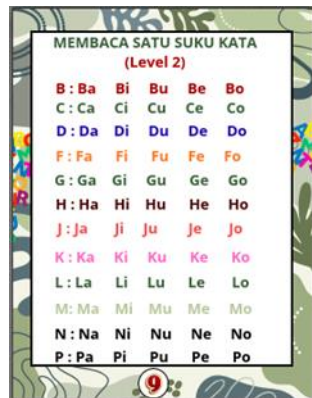 MEMBACA SATU SUKU KATA
(Level 2)
B : Ba Bi Bu Be Bo
C : Ca Ci Cu Ce Co
D : Da Di Du De Do
F : Fa Fi Fu Fe Fo
G : Ga Gi Gu Ge Go
H : Ha Hi Hu He Ho
J : Ja Ji Ju Je Jo
K : Ka Ki Ku Ke Ko
L : La Li Lu Le Lo
M: Ma Mi Mu Me Mo
N : Na Ni Nu Ne No
P : Pa Pi Pu Pe Po
9